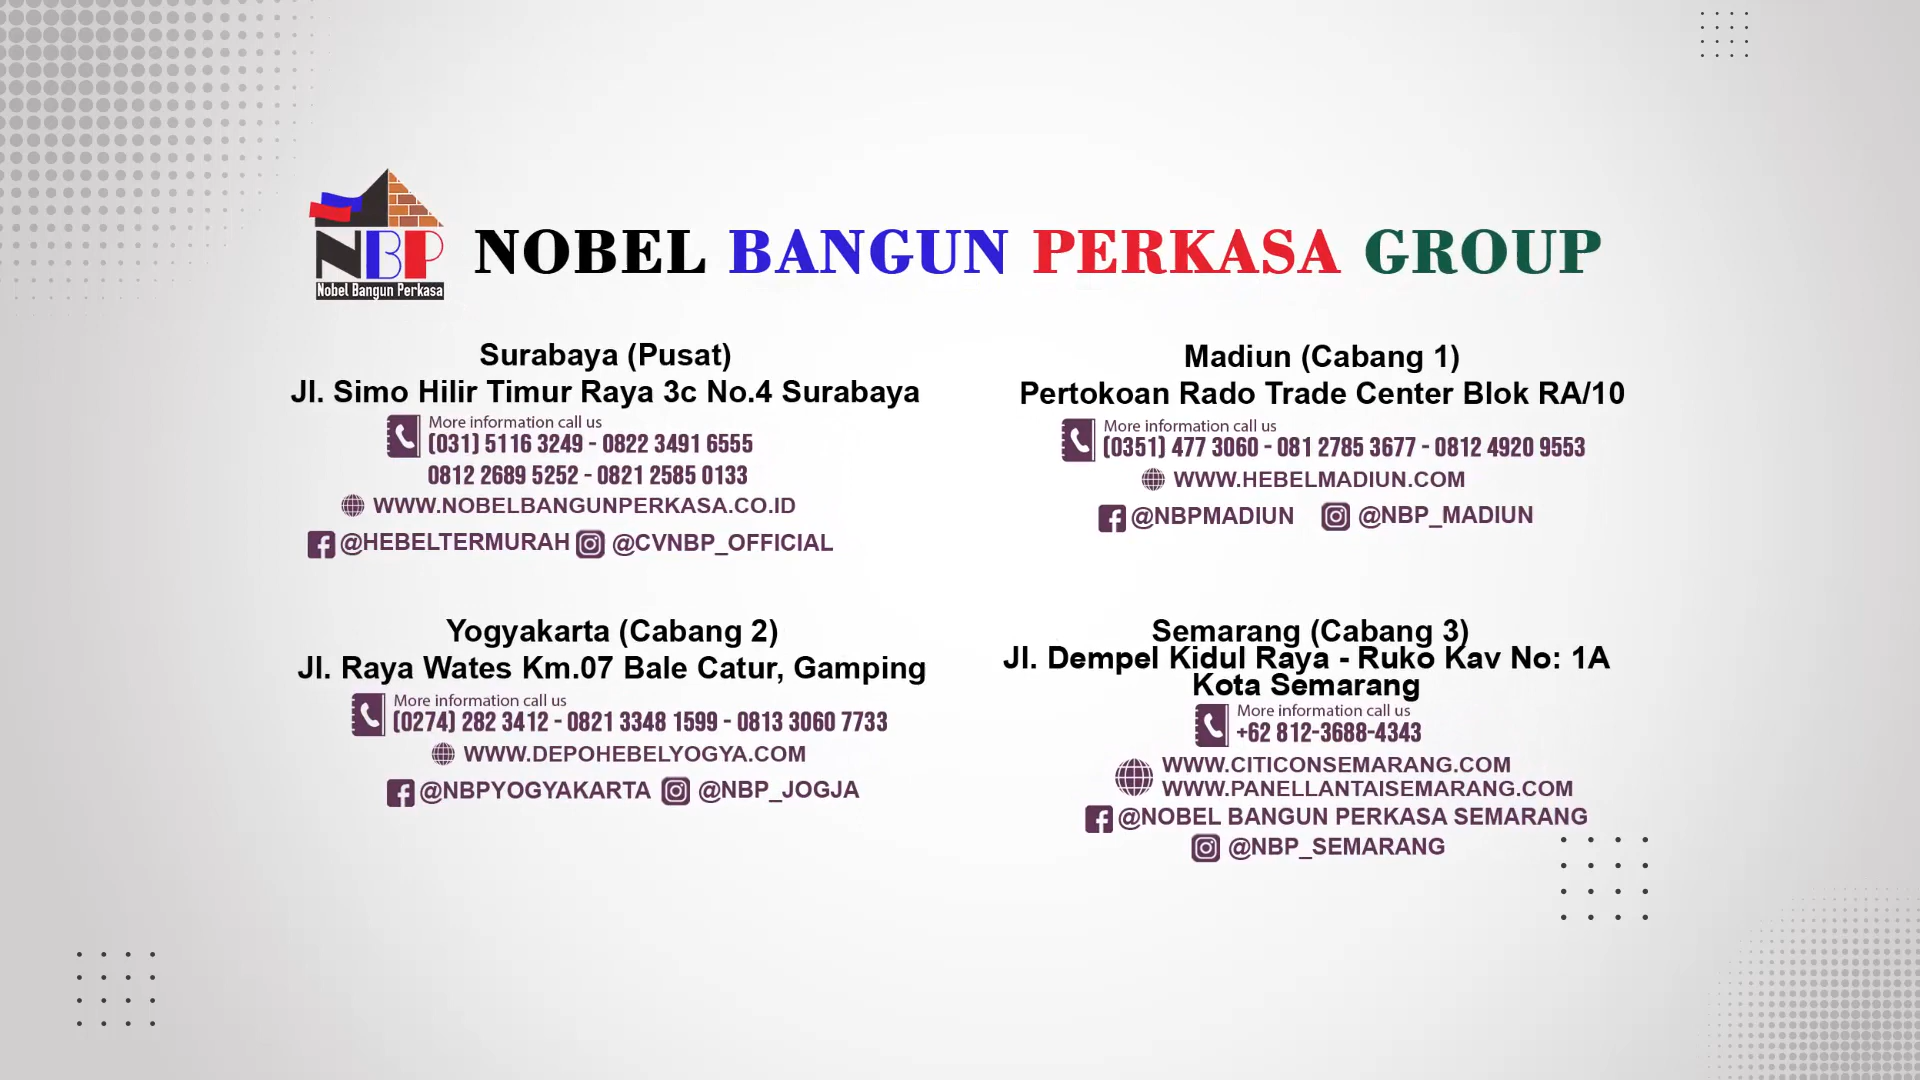 NBP
Nobel Bangun Perkasa
NOBEL BANGUN PERKASA GROUP
Surabaya (Pusat)
Jl. Simo Hilir Timur Raya 3c No.4 Surabaya
More information call us
(031) 5116 3249 - 0822 3491 6555
0812 2689 5252 - 0821 2585 0133
WWW.NOBELBANGUNPERKASA.CO.ID
@HEBELTERMURAH @CVNBP_OFFICIAL
Madiun (Cabang 1)
Pertokoan Rado Trade Center Blok RA/10
More information call us
(0351) 477 3060 - 081 2785 3677 - 0812 4920 9553
WWW.HEBELMADIUN.COM
@NBPMADIUN @NBP_MADIUN
Yogyakarta (Cabang 2)
Jl. Raya Wates Km.07 Bale Catur, Gamping
More information call us
(0274) 282 3412 - 0821 3348 1599 - 0813 3060 7733
WWW.DEPOHEBELYOGYA.COM
@NBPYOGYAKARTA @NBP_JOGJA
Semarang (Cabang 3)
Jl. Dempel Kidul Raya - Ruko Kav No: 1A
Kota Semarang
More information call us
+62 812-3688-4343
WWW.CITICONSEMARANG.COM
WWW.PANELLANTAISEMARANG.COM
@NOBEL BANGUN PERKASA SEMARANG
@NBP_SEMARANG